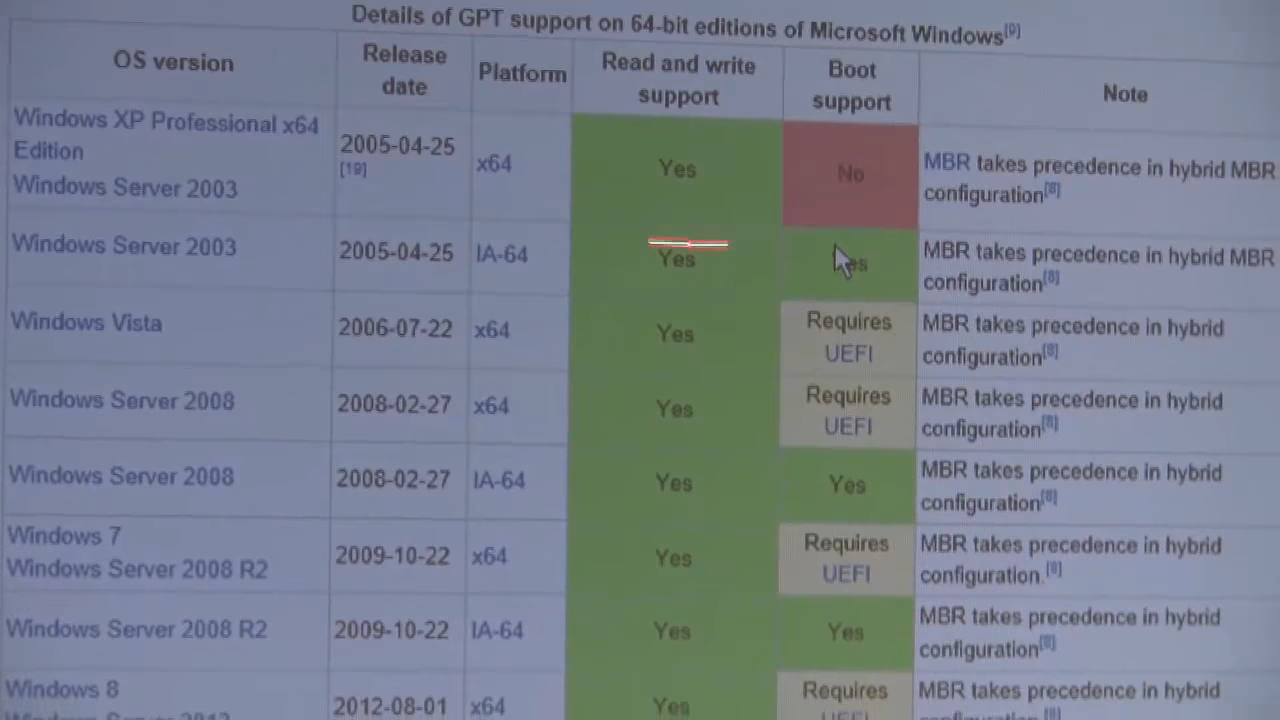 Details of GPT support on 64-bit editions of Microsoft Windows[9]
OS version
Release
date
Platform
Read and write
support
Boot
support
Note
Windows XP Professional x64
Edition
Windows Server 2003
2005-04-25
[19]
x64
Yes
No
MBR takes precedence in hybrid MBR
configuration[8]
Windows Server 2003
2005-04-25
IA-64
Yes
MBR takes precedence in hybrid MBR
configuration[8]
Windows Vista
2006-07-22
x64
Yes
Requires
UEFI
MBR takes precedence in hybrid
configuration[8]
Windows Server 2008
2008-02-27
x64
Yes
Requires
UEFI
MBR takes precedence in hybrid
configuration[8]
Windows Server 2008
2008-02-27
IA-64
Yes
Yes
MBR takes precedence in hybrid
configuration[8]
Windows 7
Windows Server 2008 R2
2009-10-22
x64
Yes
Requires
UEFI
MBR takes precedence in hybrid
configuration.[8]
Windows Server 2008 R2
2009-10-22
IA-64
Yes
Yes
MBR takes precedence in hybrid
configuration[8]
Windows 8
2012-08-01
x64
Yes
Requires
MBR takes precedence in hybrid